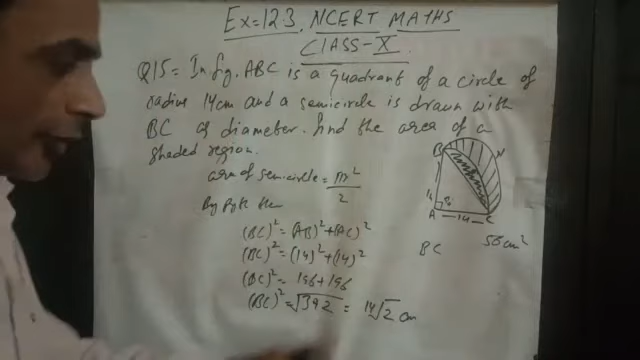 Ex=12.3, NCERT MATHS
CLASS-X
Q15= In fig. ABC is a quadrant of a circle of
radius 14cm and a semicircle is drawn with
BC as diameter. find the area of a
shaded region.
area of semicircle = πr²/2
By Pyth the
(BC)² = (AB)² + (AC)²
(BC)² = (14)² + (14)²
(BC)² = 196 + 196
(BC)² = √392 = 14√2 cm
B
14
A
14
C
BC